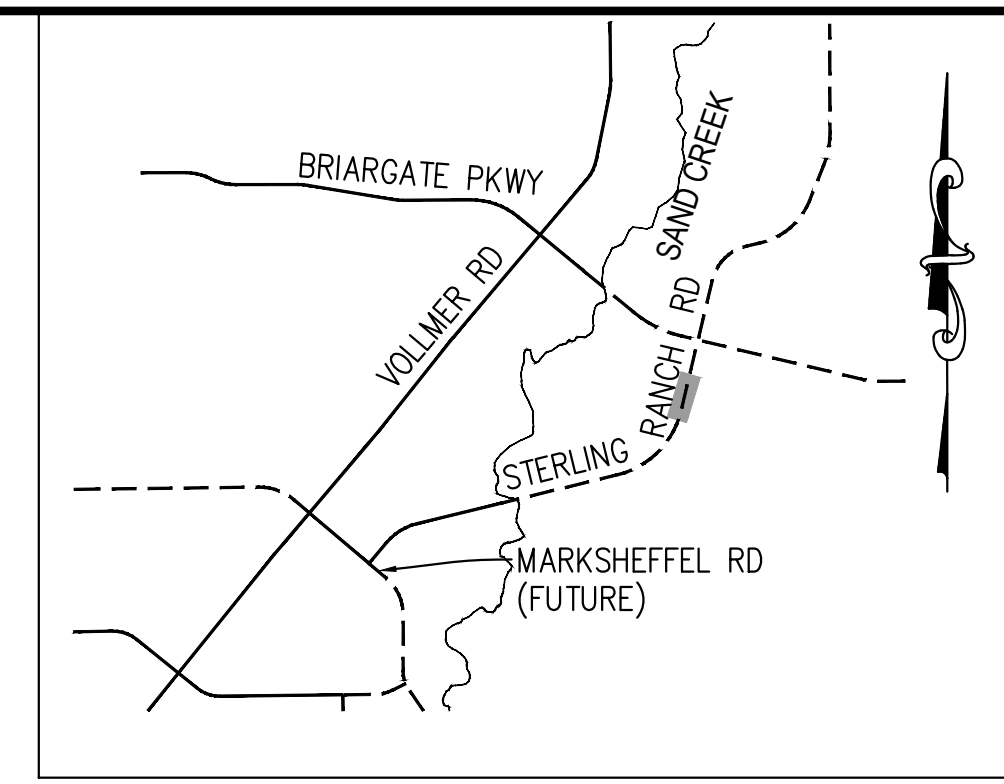 BRIARGATE PKWY
SAND CREEK
VOLLMER RD
STERLING RANCH RD
MARKSHEFFEL RD
(FUTURE)